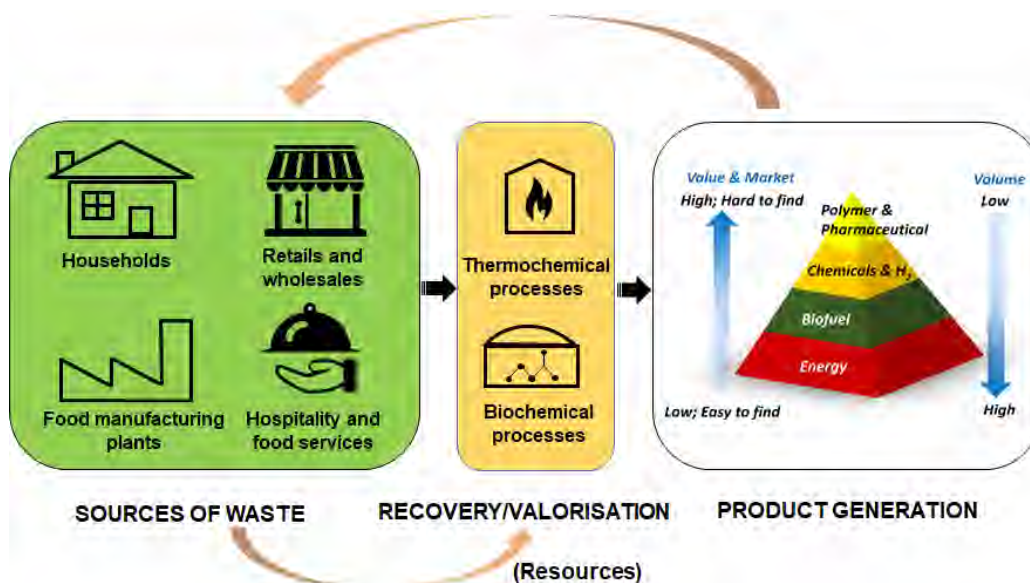 Households
Retails and
wholesales
Food manufacturing
plants
Hospitality and
food services
Thermochemical
processes
Biochemical
processes
Value & Market
High; Hard to find
Low; Easy to find
Polymer &
Pharmaceutical
Chemicals & H₂
Biofuel
Energy
Volume
Low
High
SOURCES OF WASTE
RECOVERY/VALORISATION
PRODUCT GENERATION
(Resources)